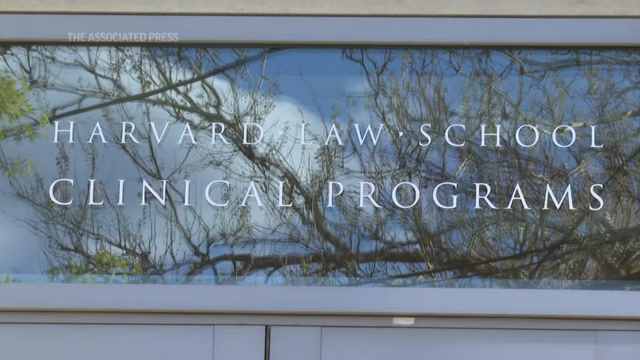 THE ASSOCIATED PRESS
HARVARD LAW · SCHOOL
CLINICAL PROGRAMS